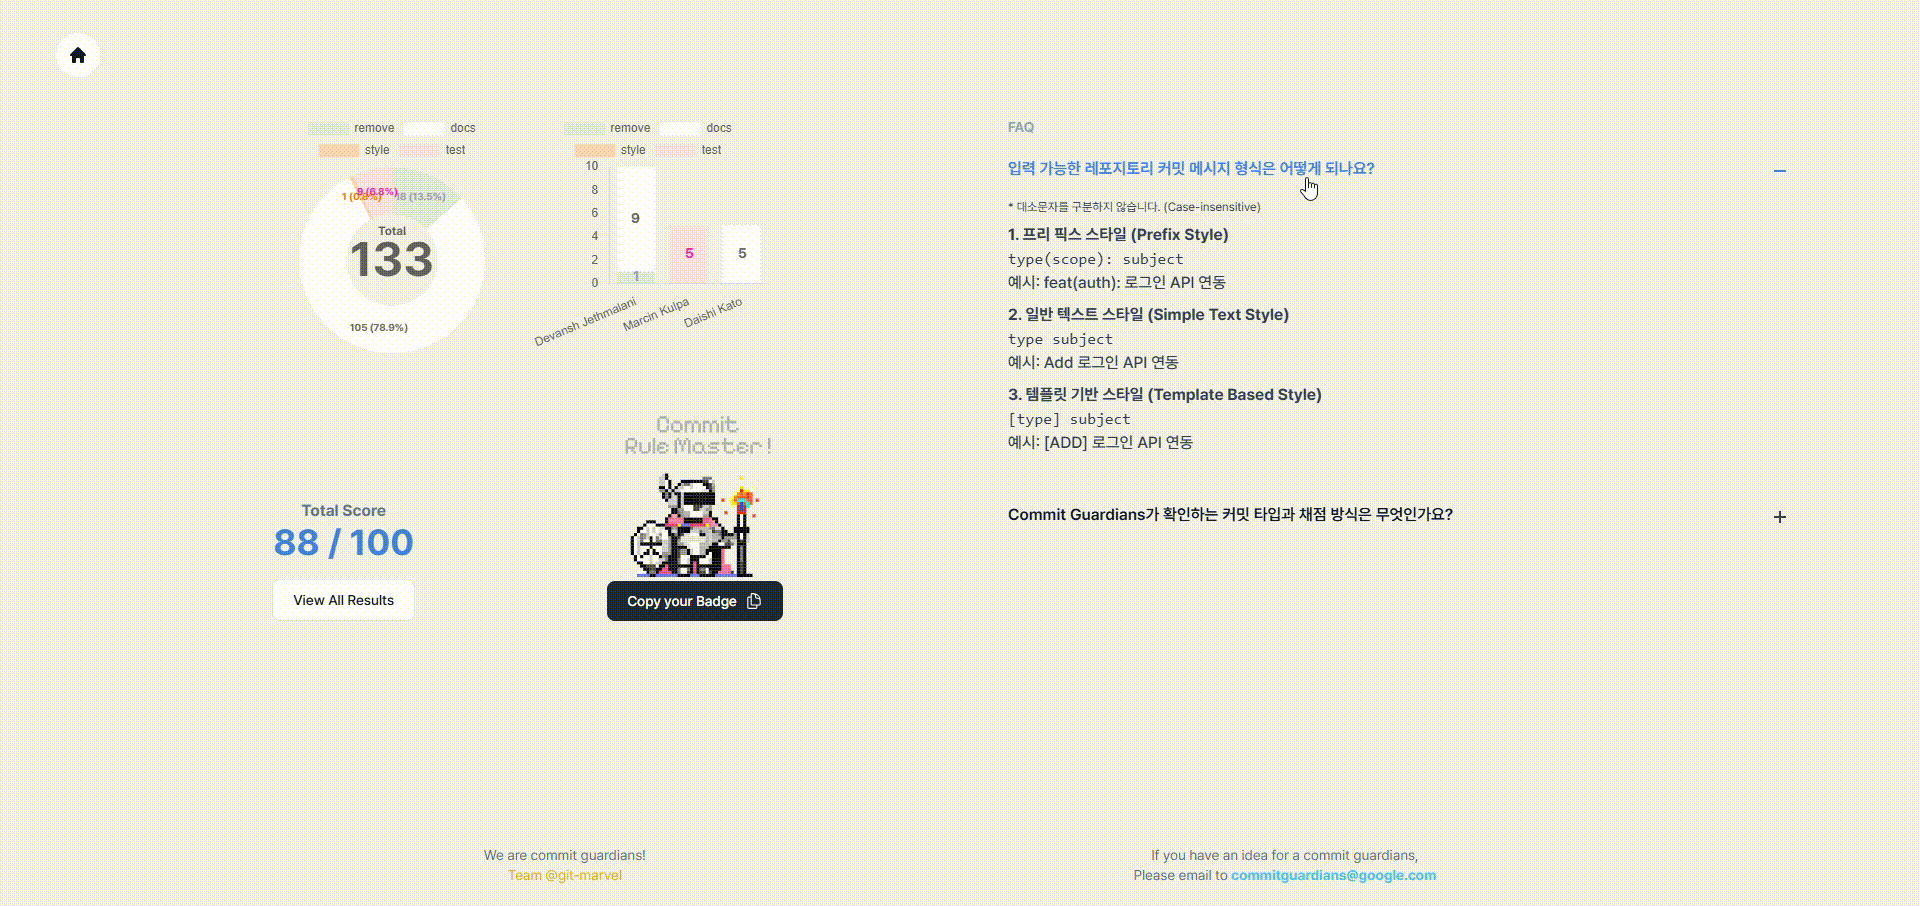 remove docs
style test
9 (6.8%)
1 (0.8%) 18 (13.5%)
Total
133
105 (78.9%)
remove docs
style test
10
8
6
4
2
0
9
1
5
5
Devansh Jethmalani
Marcin Kulpa
Daishi Kato
Commit
Rule Master!
Total Score
88 / 100
View All Results
Copy your Badge
FAQ
입력 가능한 레포지토리 커밋 메시지 형식은 어떻게 되나요?
* 대소문자를 구분하지 않습니다. (Case-insensitive)
1. 프리 픽스 스타일 (Prefix Style)
type(scope): subject
예시: feat(auth): 로그인 API 연동
2. 일반 텍스트 스타일 (Simple Text Style)
type subject
예시: Add 로그인 API 연동
3. 템플릿 기반 스타일 (Template Based Style)
[type] subject
예시: [ADD] 로그인 API 연동
Commit Guardians가 확인하는 커밋 타입과 채점 방식은 무엇인가요?
We are commit guardians!
Team @git-marvel
If you have an idea for a commit guardians,
Please email to commitguardians@google.com